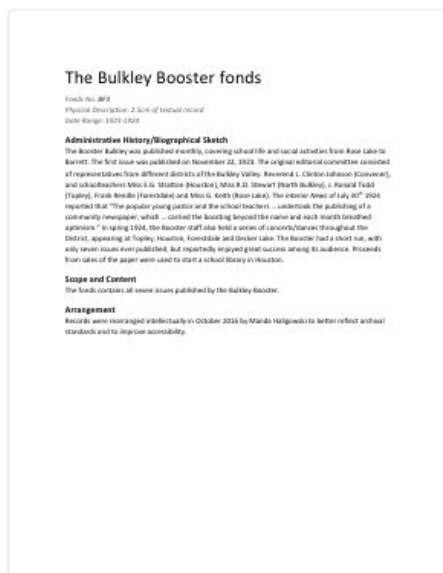 The Bulkley Booster fonds
Fonds No. BF3
Physical Description: 2.5cm of textual record
Date Range: 1923-1924
Administrative History/Biographical Sketch
The Booster Bulkley was published monthly, covering school life and social activities from Rose Lake to
Barrett. The first issue was published on November 22, 1923. The original editorial committee consisted
of representatives from different districts of the Bulkley Valley: Reverend L. Clinton Johnson (Convener),
and schoolteachers Miss E.G. Stratton (Houston), Miss R.D. Stewart (North Bulkley), J. Ronald Todd
(Topley), Frank Reedie (Forestdale) and Miss G. Keith (Rose Lake). The Interior News of July 30th 1924
reported that "The popular young pastor and the school teachers ... undertook the publishing of a
community newspaper, which ... carried the boosting beyond the name and each month breathed
optimism." In spring 1924, the Booster staff also held a series of concerts/dances throughout the
District, appearing at Topley, Houston, Forestdale and Decker Lake. The Booster had a short run, with
only seven issues ever published, but reportedly enjoyed great success among its audience. Proceeds
from sales of the paper were used to start a school library in Houston.
Scope and Content
The fonds contains all seven issues published by the Bulkley Booster.
Arrangement
Records were rearranged intellectually in October 2016 by Manda Haligowski to better reflect archival
standards and to improve accessibility.